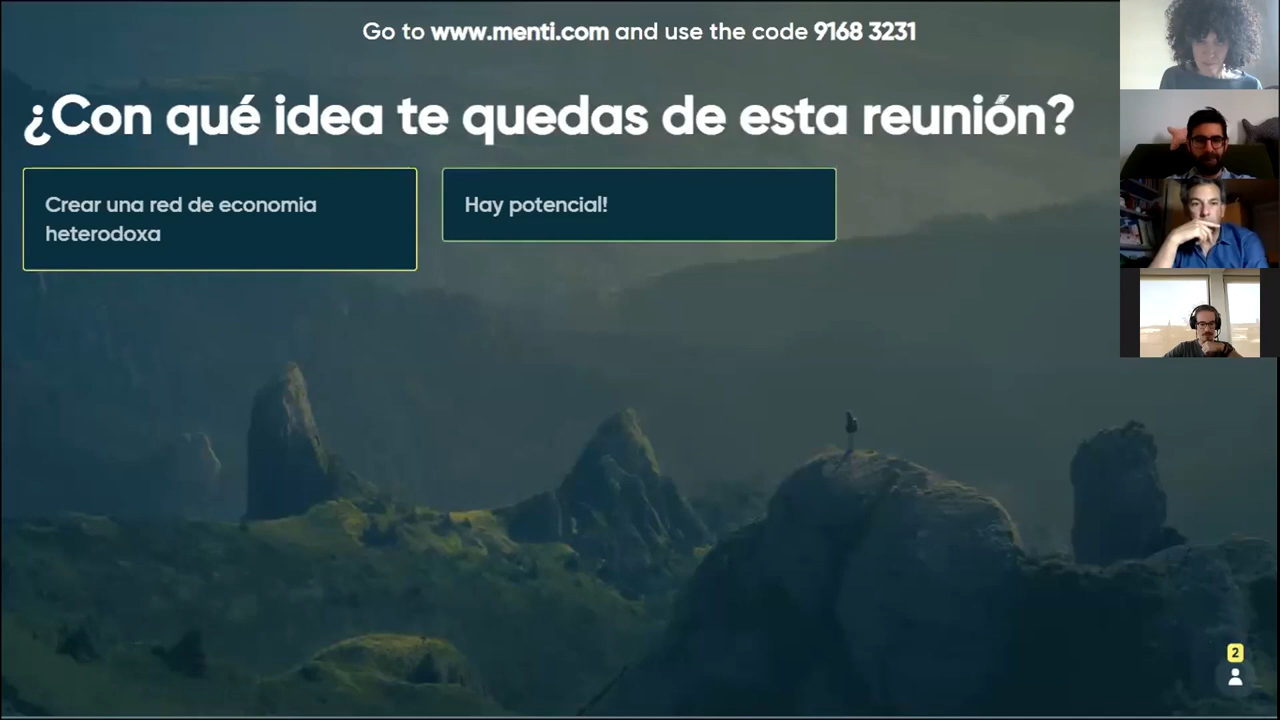 Go to www.menti.com and use the code 9168 3231
¿Con qué idea te quedas de esta reunión?
Crear una red de economia
heterodoxa
Hay potencial!
2